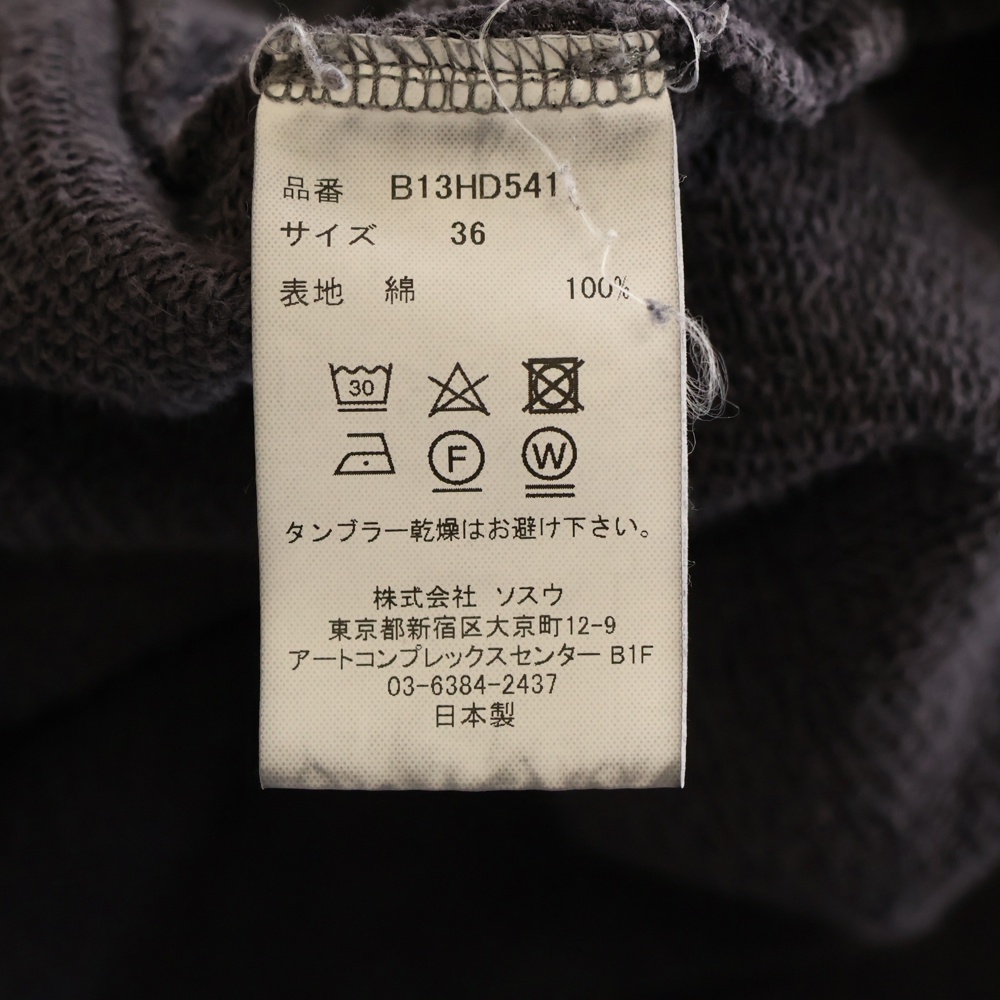 品番 B13HD541
サイズ 36
表地 綿 100%
30
F W
タンブラー乾燥はお避け下さい。
株式会社 ソスウ
東京都新宿区大京町12-9
アートコンプレックスセンター B1F
03-6384-2437
日本製